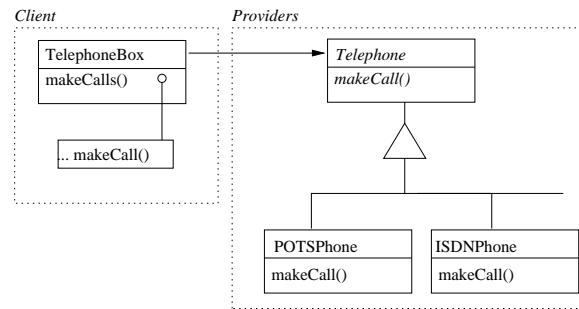 Client
Providers
TelephoneBox
makeCalls()
... makeCall()
Telephone
makeCall()
POTSPhone
makeCall()
ISDNPhone
makeCall()